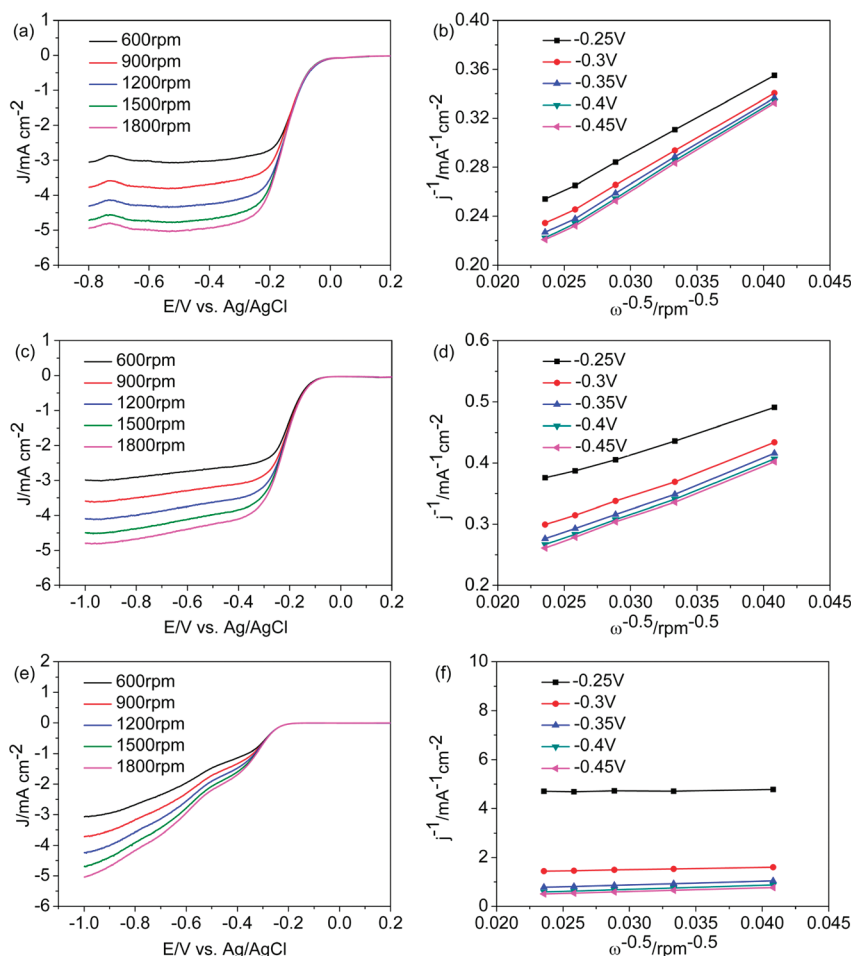 (a)
600rpm
900rpm
1200rpm
1500rpm
1800rpm
1
0
-1
-2
-3
-4
-5
-6
J/mA cm-2
-0.8 -0.6 -0.4 -0.2 0.0 0.2
E/V vs. Ag/AgCl
(b)
-0.25V
-0.3V
-0.35V
-0.4V
-0.45V
0.40
0.36
0.32
0.28
0.24
0.20
j-1/mA-1cm-2
0.020 0.025 0.030 0.035 0.040 0.045
ω-0.5/rpm-0.5
(c)
600rpm
900rpm
1200rpm
1500rpm
1800rpm
1
0
-1
-2
-3
-4
-5
-6
J/mA cm-2
-1.0 -0.8 -0.6 -0.4 -0.2 0.0 0.2
E/V vs. Ag/AgCl
(d)
-0.25V
-0.3V
-0.35V
-0.4V
-0.45V
0.6
0.5
0.4
0.3
0.2
j-1/mA-1cm-2
0.020 0.025 0.030 0.035 0.040 0.045
ω-0.5/rpm-0.5
(e)
600rpm
900rpm
1200rpm
1500rpm
1800rpm
2
1
0
-1
-2
-3
-4
-5
-6
J/mA cm-2
-1.0 -0.8 -0.6 -0.4 -0.2 0.0 0.2
E/V vs. Ag/AgCl
(f)
-0.25V
-0.3V
-0.35V
-0.4V
-0.45V
10
8
6
4
2
0
j-1/mA-1cm-2
0.020 0.025 0.030 0.035 0.040 0.045
ω-0.5/rpm-0.5